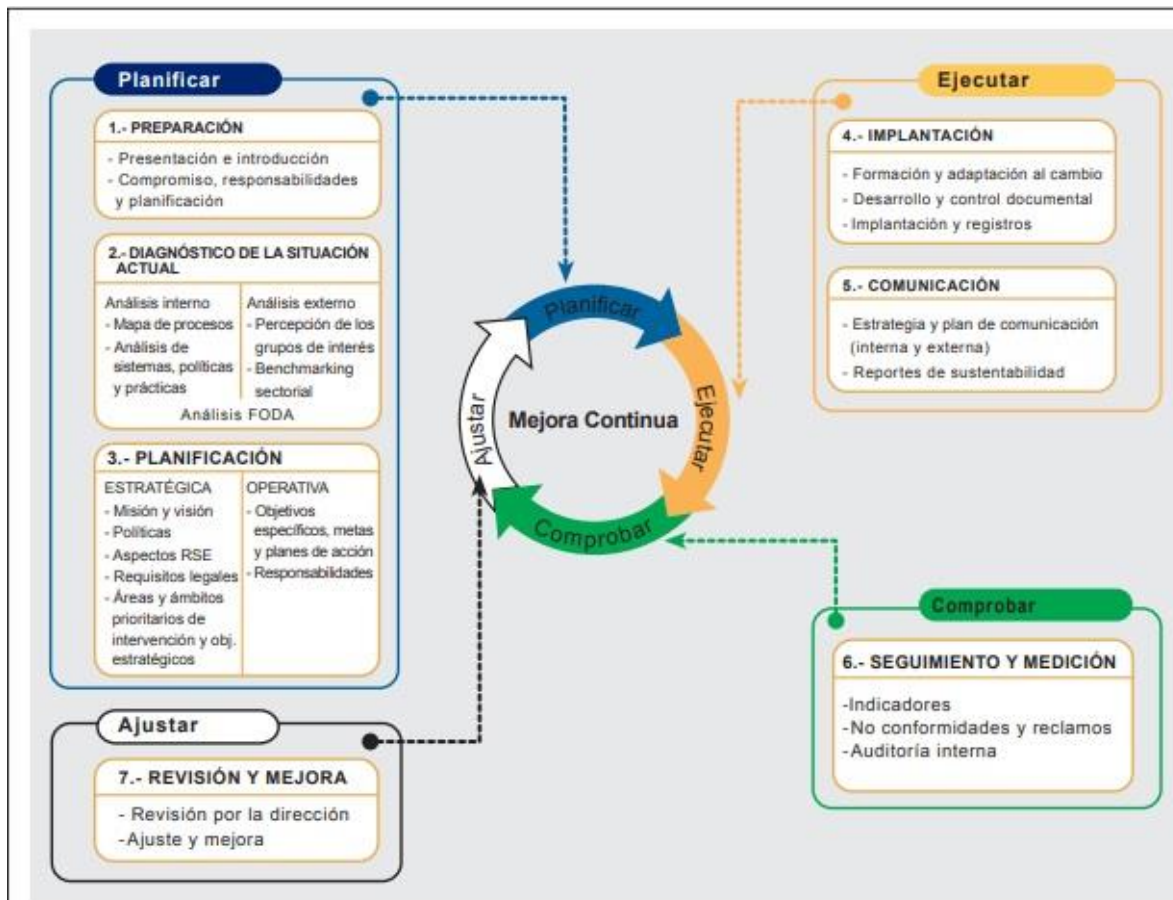 Planificar
1.- PREPARACIÓN
- Presentación e introducción
- Compromiso, responsabilidades
y planificación
2.- DIAGNÓSTICO DE LA SITUACIÓN
ACTUAL
Análisis interno
- Mapa de procesos
- Análisis de
sistemas, políticas
y prácticas
Análisis externo
- Percepción de los
grupos de interés
- Benchmarking
sectorial
Análisis FODA
3.- PLANIFICACIÓN
ESTRATÉGICA
- Misión y visión
- Políticas
- Aspectos RSE
- Requisitos legales
- Áreas y ámbitos
prioritarios de
intervención y obj.
estratégicos
OPERATIVA
- Objetivos
específicos, metas
y planes de acción
- Responsabilidades
Ajustar
7.- REVISIÓN Y MEJORA
- Revisión por la dirección
-Ajuste y mejora
Planificar
Ejecutar
Comprobar
Ajustar
Mejora Continua
Ejecutar
4.- IMPLANTACIÓN
- Formación y adaptación al cambio
- Desarrollo y control documental
- Implantación y registros
5.- COMUNICACIÓN
- Estrategia y plan de comunicación
(interna y externa)
- Reportes de sustentabilidad
Comprobar
6.- SEGUIMIENTO Y MEDICIÓN
-Indicadores
-No conformidades y reclamos
-Auditoría interna